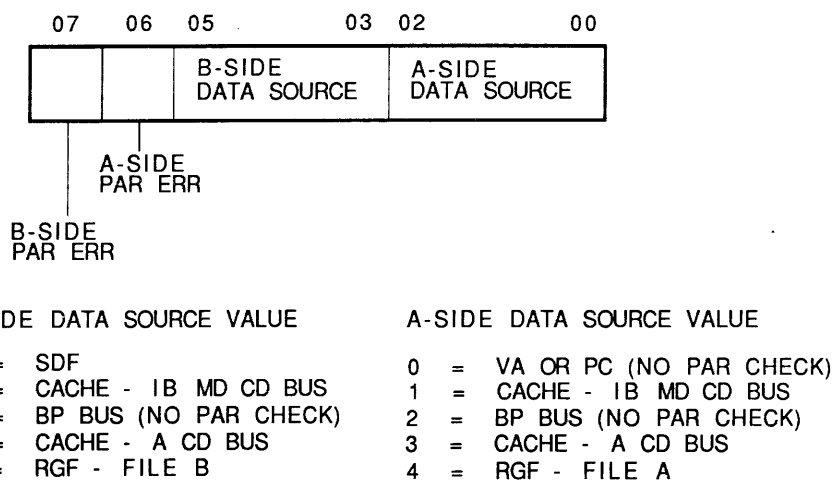 07 06 05 03 02 00
B-SIDE DATA SOURCE
A-SIDE DATA SOURCE
A-SIDE PAR ERR
B-SIDE PAR ERR
DE DATA SOURCE VALUE
= SDF
= CACHE - IB MD CD BUS
= BP BUS (NO PAR CHECK)
= CACHE - A CD BUS
= RGF - FILE B
A-SIDE DATA SOURCE VALUE
0 = VA OR PC (NO PAR CHECK)
1 = CACHE - IB MD CD BUS
2 = BP BUS (NO PAR CHECK)
3 = CACHE - A CD BUS
4 = RGF - FILE A